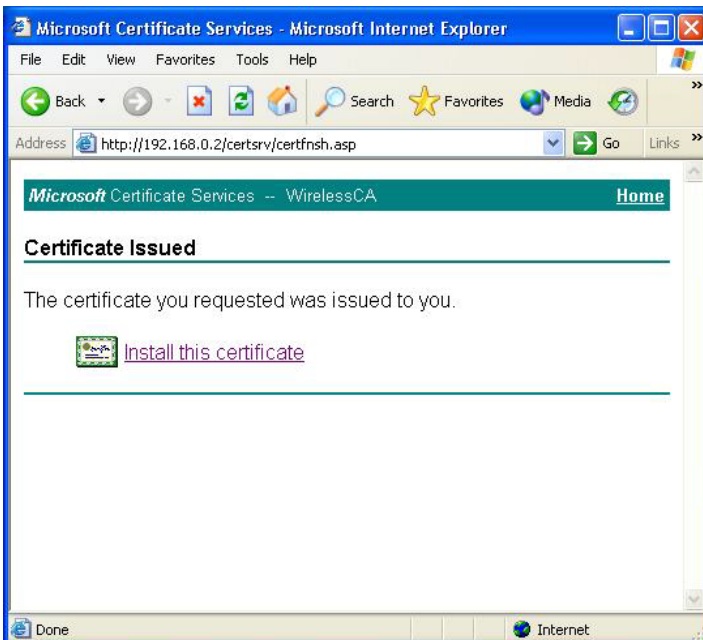 Microsoft Certificate Services - Microsoft Internet Explorer
File Edit View Favorites Tools Help
Back Search Favorites Media »
Address http://192.168.0.2/certsrv/certfnsh.asp Go Links »
Microsoft Certificate Services -- WirelessCA Home
Certificate Issued
The certificate you requested was issued to you.
Install this certificate
Done Internet